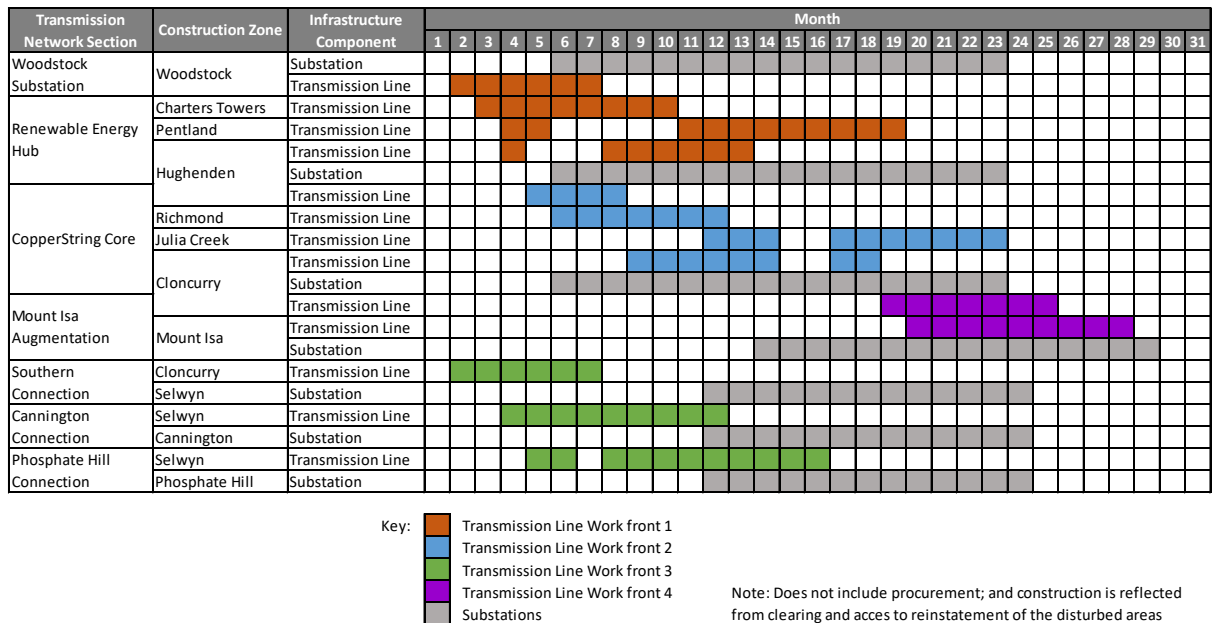 Transmission Network Section Construction Zone Infrastructure Component Month
1 2 3 4 5 6 7 8 9 10 11 12 13 14 15 16 17 18 19 20 21 22 23 24 25 26 27 28 29 30 31
Woodstock Substation Woodstock Substation
Transmission Line
Renewable Energy Hub Charters Towers Transmission Line
Pentland Transmission Line
Hughenden Transmission Line
Substation
CopperString Core Transmission Line
Richmond Transmission Line
Julia Creek Transmission Line
Cloncurry Transmission Line
Substation
Mount Isa Augmentation Transmission Line
Mount Isa Transmission Line
Substation
Southern Connection Cloncurry Transmission Line
Selwyn Substation
Cannington Connection Selwyn Transmission Line
Cannington Substation
Phosphate Hill Connection Selwyn Transmission Line
Phosphate Hill Substation
Key: Transmission Line Work front 1
Transmission Line Work front 2
Transmission Line Work front 3
Transmission Line Work front 4
Substations
Note: Does not include procurement; and construction is reflected
from clearing and acces to reinstatement of the disturbed areas